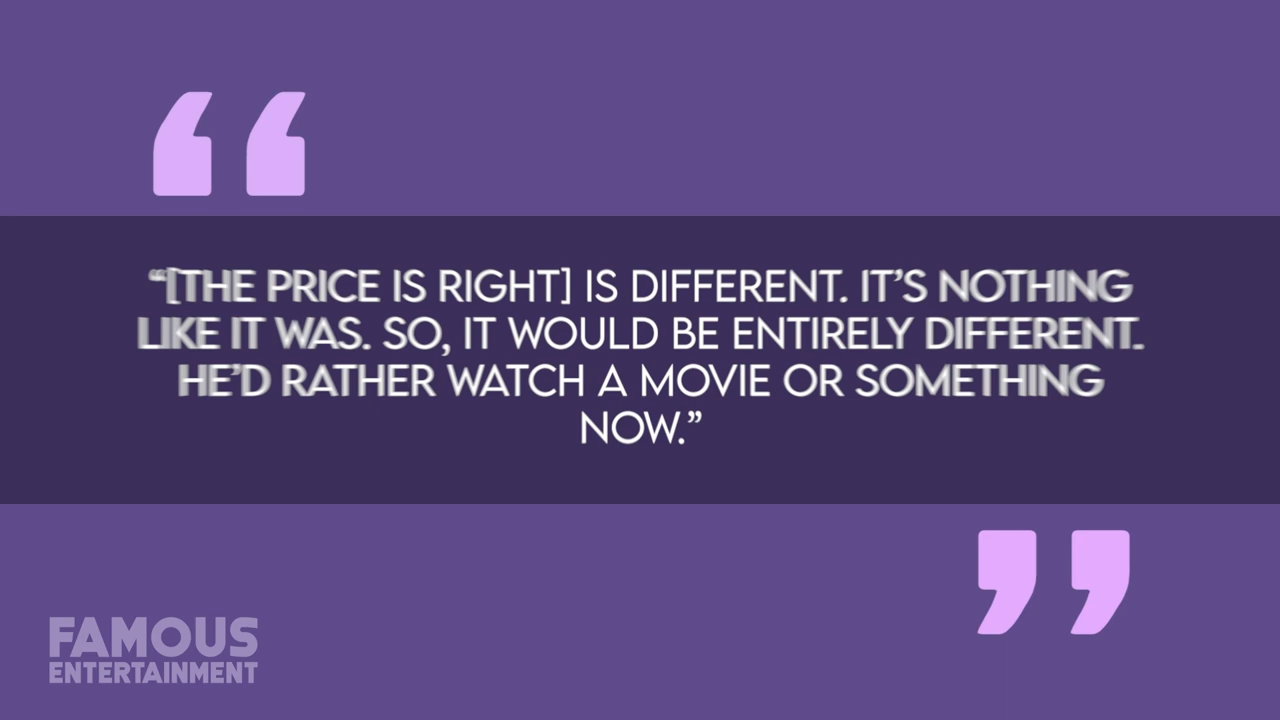 “[THE PRICE IS RIGHT] IS DIFFERENT. IT’S NOTHING
LIKE IT WAS. SO, IT WOULD BE ENTIRELY DIFFERENT.
HE’D RATHER WATCH A MOVIE OR SOMETHING
NOW.”
FAMOUS
ENTERTAINMENT